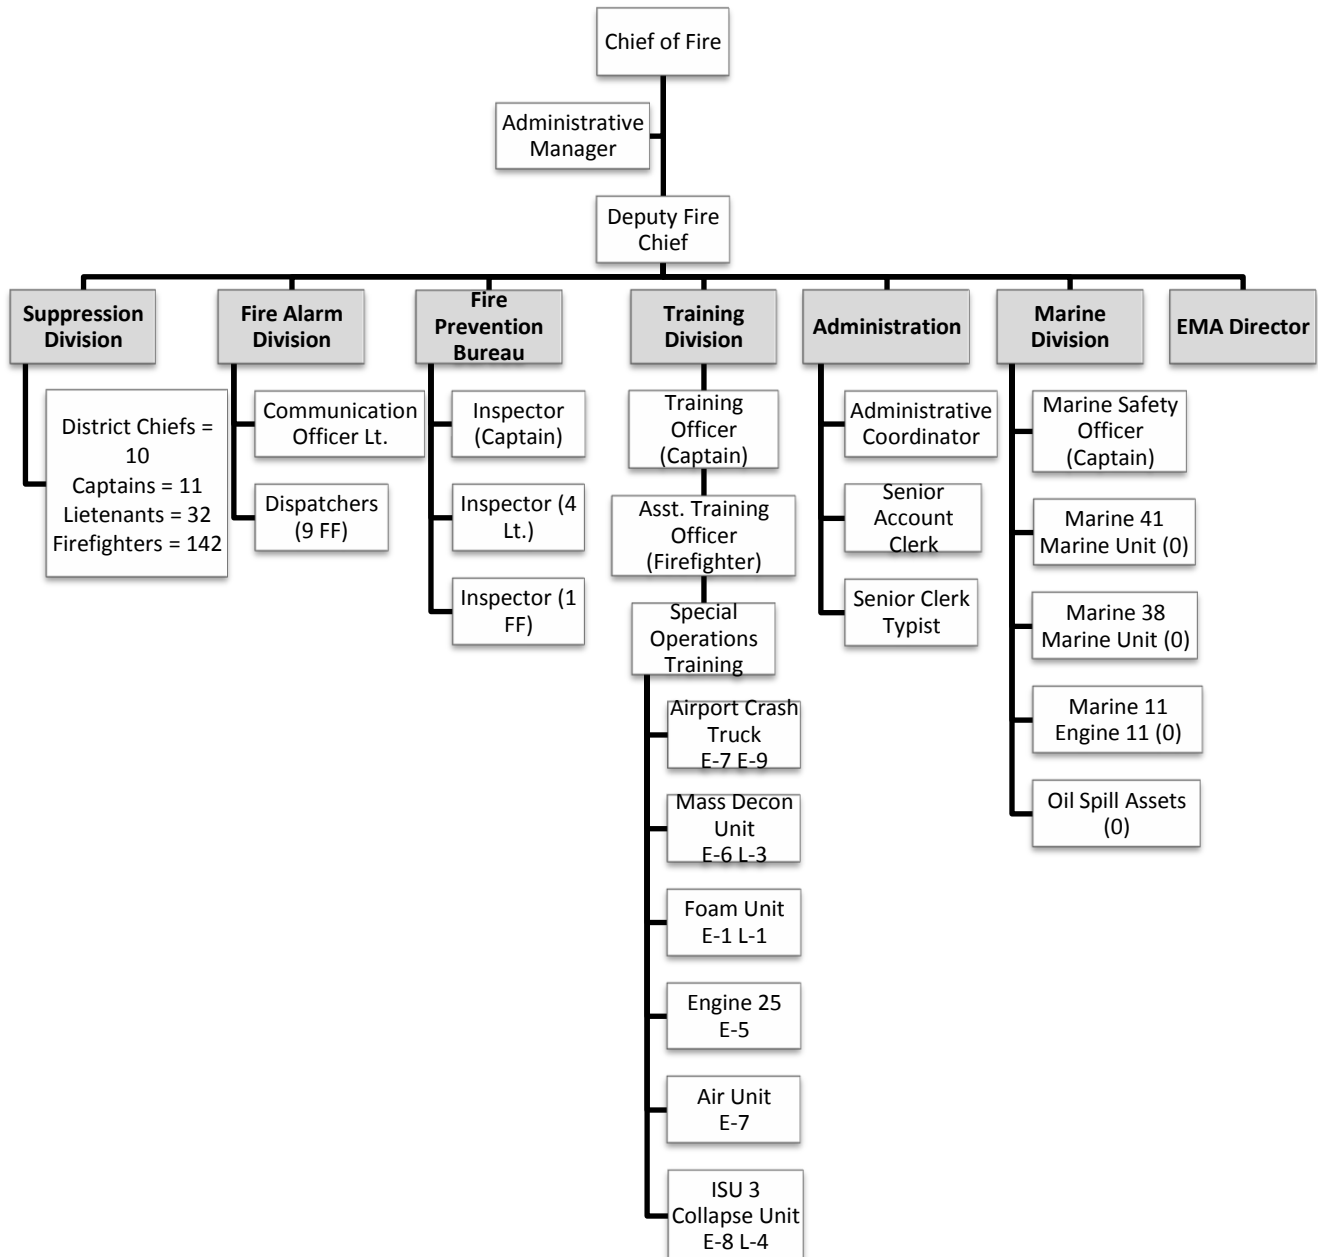 Chief of Fire
Administrative
Manager
Deputy Fire
Chief
Suppression
Division
District Chiefs =
10
Captains = 11
Lietenants = 32
Firefighters = 142
Fire Alarm
Division
Communication
Officer Lt.
Dispatchers
(9 FF)
Fire
Prevention
Bureau
Inspector
(Captain)
Inspector (4
Lt.)
Inspector (1
FF)
Training
Division
Training
Officer
(Captain)
Asst. Training
Officer
(Firefighter)
Special
Operations
Training
Airport Crash
Truck
E-7 E-9
Mass Decon
Unit
E-6 L-3
Foam Unit
E-1 L-1
Engine 25
E-5
Air Unit
E-7
ISU 3
Collapse Unit
E-8 L-4
Administration
Administrative
Coordinator
Senior
Account
Clerk
Senior Clerk
Typist
Marine
Division
Marine Safety
Officer
(Captain)
Marine 41
Marine Unit (0)
Marine 38
Marine Unit (0)
Marine 11
Engine 11 (0)
Oil Spill Assets
(0)
EMA Director